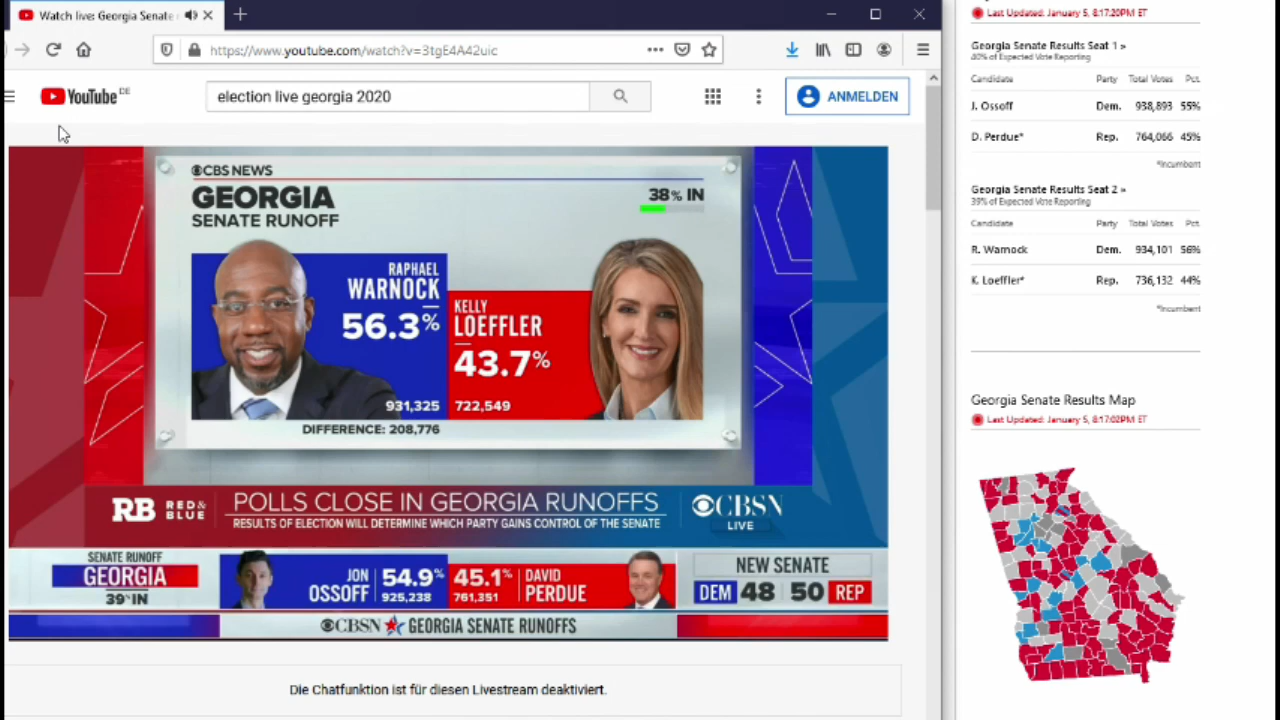 Watch live: Georgia Senate
https://www.youtube.com/watch?v=3tgE4A42uic
YouTube DE
election live georgia 2020
ANMELDEN
CBS NEWS
GEORGIA
SENATE RUNOFF
38% IN
RAPHAEL
WARNOCK
56.3%
931,325
KELLY
LOEFFLER
43.7%
722,549
DIFFERENCE: 208,776
RB RED&
BLUE
POLLS CLOSE IN GEORGIA RUNOFFS
RESULTS OF ELECTION WILL DETERMINE WHICH PARTY GAINS CONTROL OF THE SENATE
CBSN
LIVE
SENATE RUNOFF
GEORGIA
39% IN
JON
OSSOFF
54.9%
925,238
45.1%
761,351
DAVID
PERDUE
NEW SENATE
DEM 48 50 REP
CBSN GEORGIA SENATE RUNOFFS
Die Chatfunktion ist für diesen Livestream deaktiviert.
Last Updated: January 5, 8:17:20PM ET
Georgia Senate Results Seat 1 »
40% of Expected Vote Reporting
Candidate Party Total Votes Pct.
J. Ossoff Dem. 938,893 55%
D. Perdue* Rep. 764,066 45%
*Incumbent
Georgia Senate Results Seat 2 »
39% of Expected Vote Reporting
Candidate Party Total Votes Pct.
R. Warnock Dem. 934,101 56%
K. Loeffler* Rep. 736,132 44%
*Incumbent
Georgia Senate Results Map
Last Updated: January 5, 8:17:02PM ET